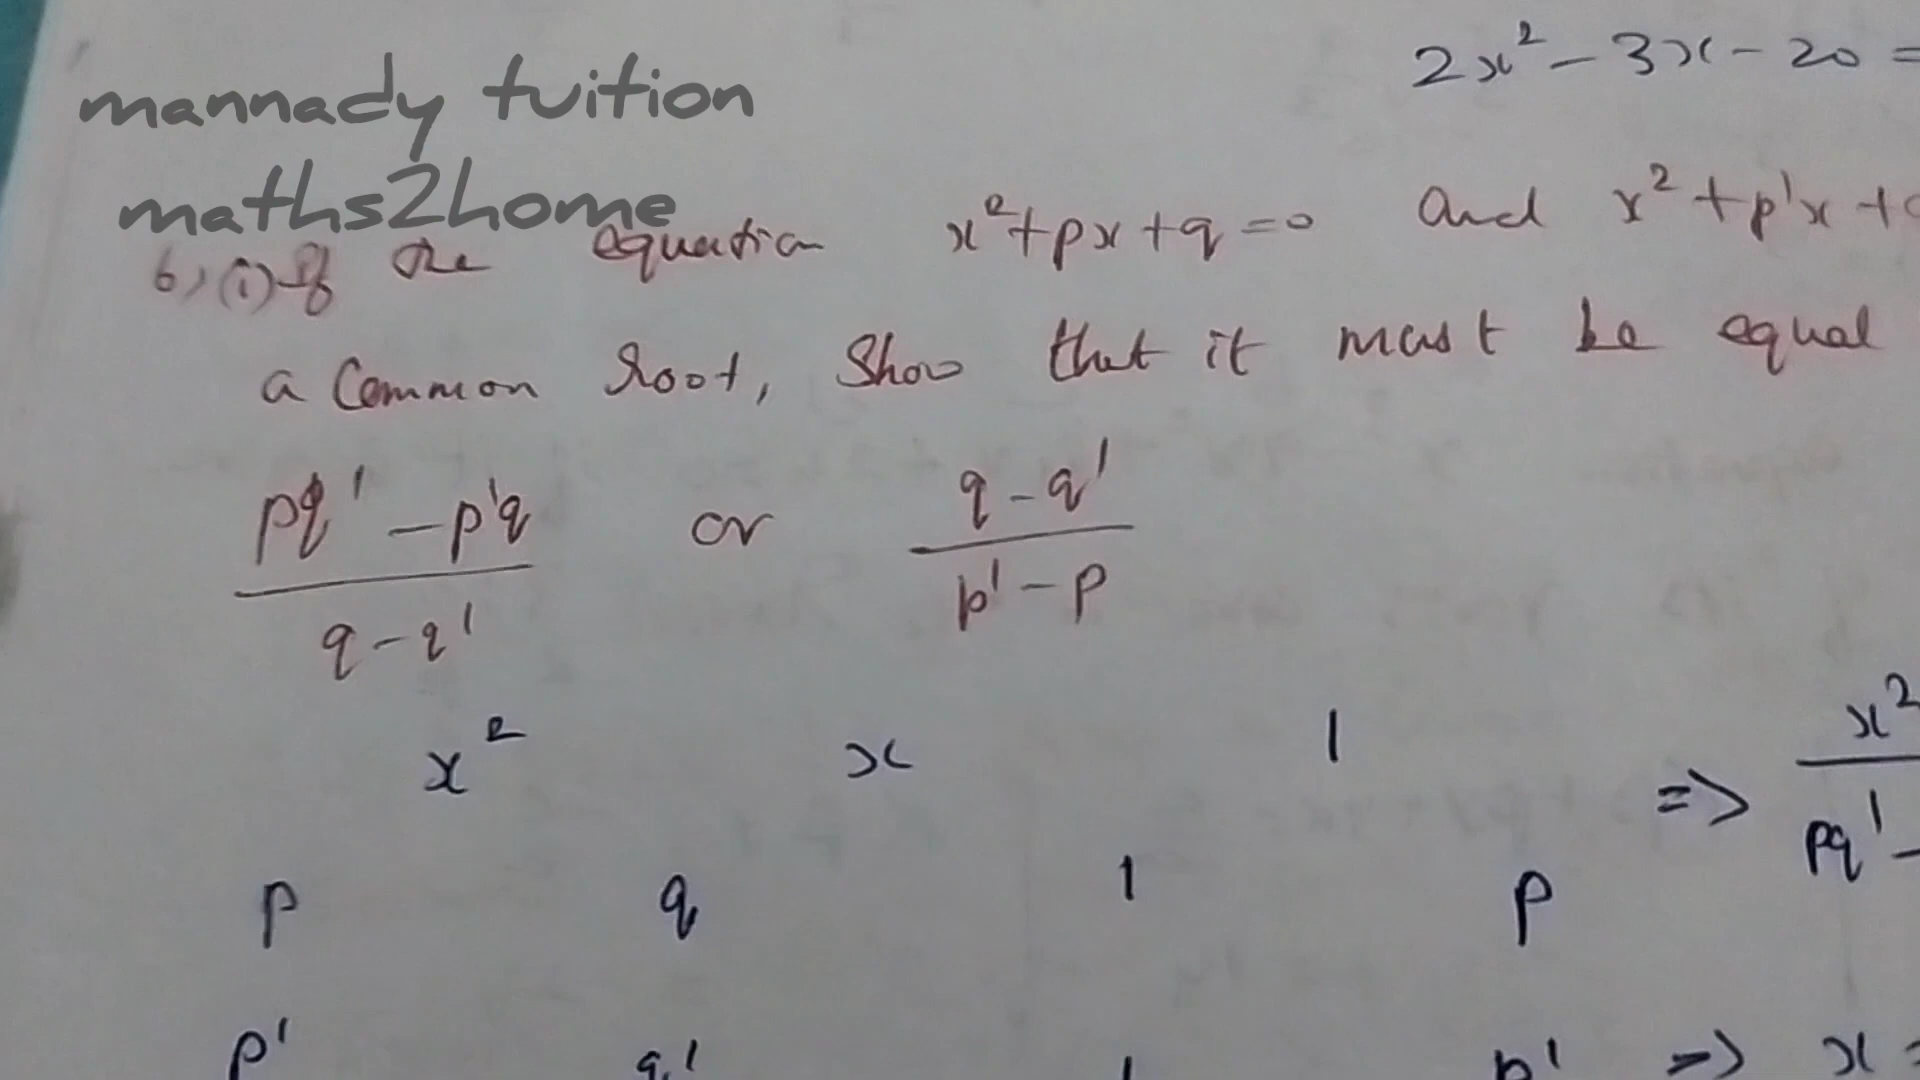 2x² - 3x - 20 =
mannady tuition
maths2home
6) (i) If the equation x² + px + q = 0 and x² + p'x +
a Common root, Show that it must be equal
pq' - p'q / q - q' or q - q' / p' - p
x² x 1
=> x² / pq' -
p q 1 p
p' q' 1 p' => x =